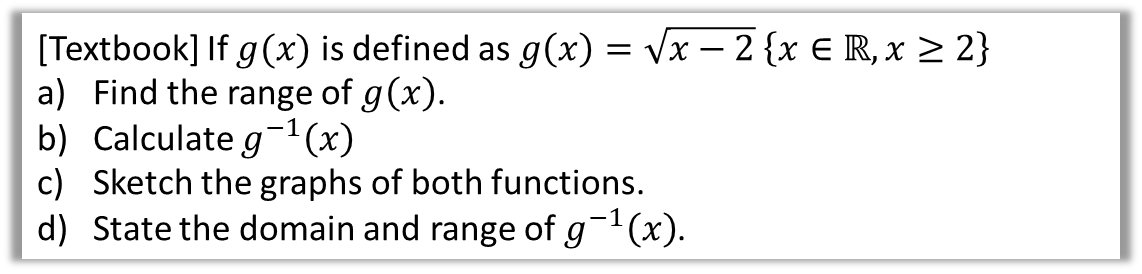 [Textbook] If g(x) is defined as g(x) = √(x − 2) {x ∈ ℝ, x ≥ 2}
a) Find the range of g(x).
b) Calculate g⁻¹(x)
c) Sketch the graphs of both functions.
d) State the domain and range of g⁻¹(x).